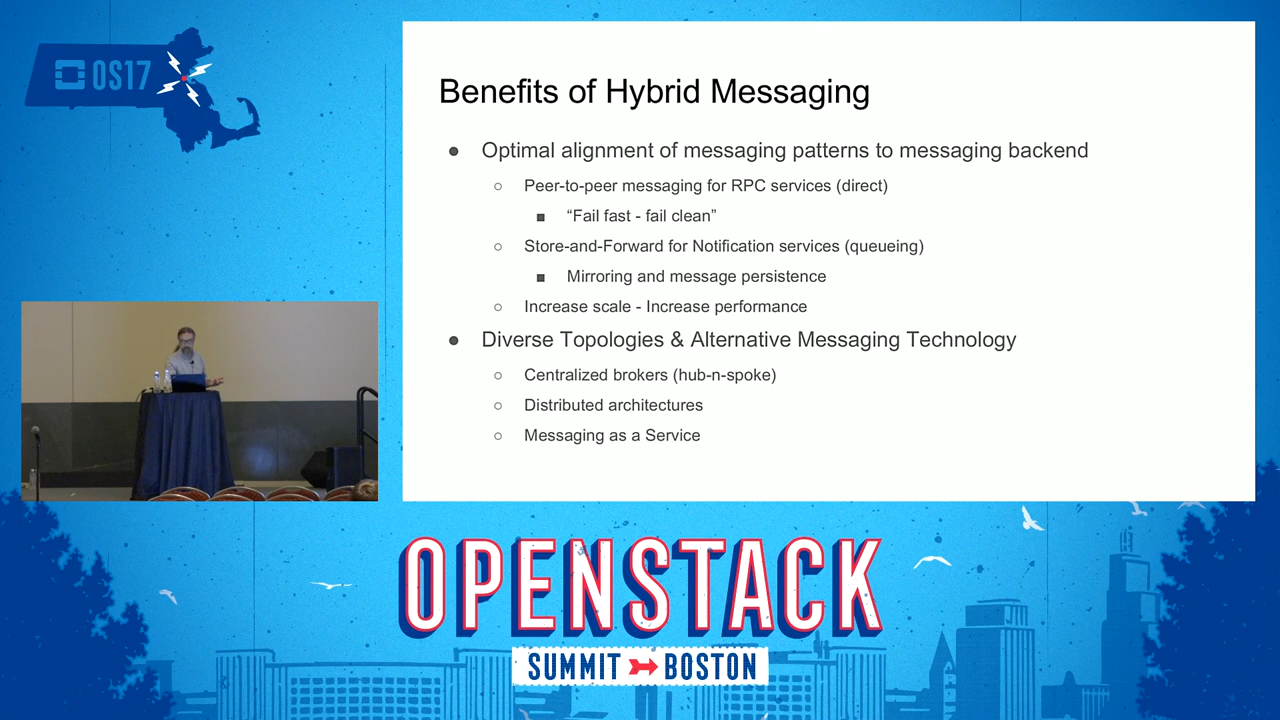 OS17
Benefits of Hybrid Messaging
● Optimal alignment of messaging patterns to messaging backend
○ Peer-to-peer messaging for RPC services (direct)
■ “Fail fast - fail clean”
○ Store-and-Forward for Notification services (queueing)
■ Mirroring and message persistence
○ Increase scale - Increase performance
● Diverse Topologies & Alternative Messaging Technology
○ Centralized brokers (hub-n-spoke)
○ Distributed architectures
○ Messaging as a Service
OPENSTACK
SUMMIT BOSTON